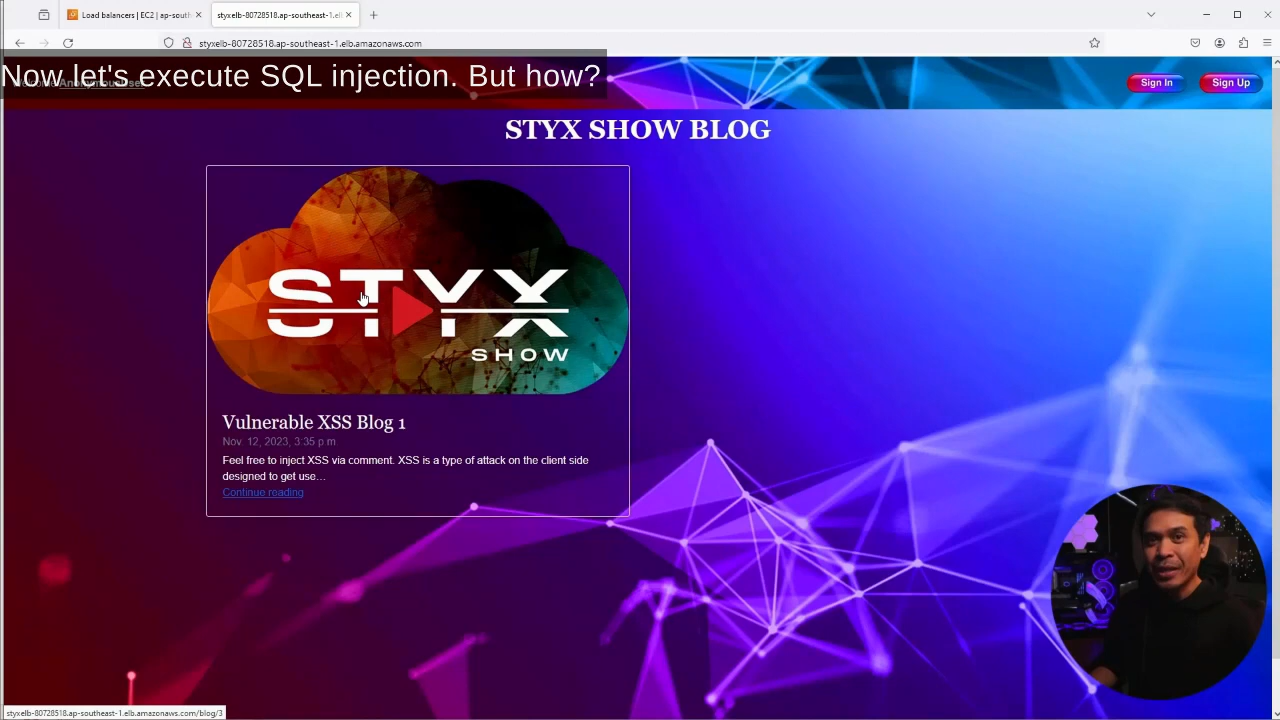 Load balancers | EC2 | ap-south
styxelb-80728518.ap-southeast-1.el
styxelb-80728518.ap-southeast-1.elb.amazonaws.com
Now let's execute SQL injection. But how?
Sign In
Sign Up
STYX SHOW BLOG
STYX
SHOW
Vulnerable XSS Blog 1
Nov. 12, 2023, 3:35 p.m
Feel free to inject XSS via comment. XSS is a type of attack on the client side
designed to get use…
Continue reading
styxelb-80728518.ap-southeast-1.elb.amazonaws.com/blog/3